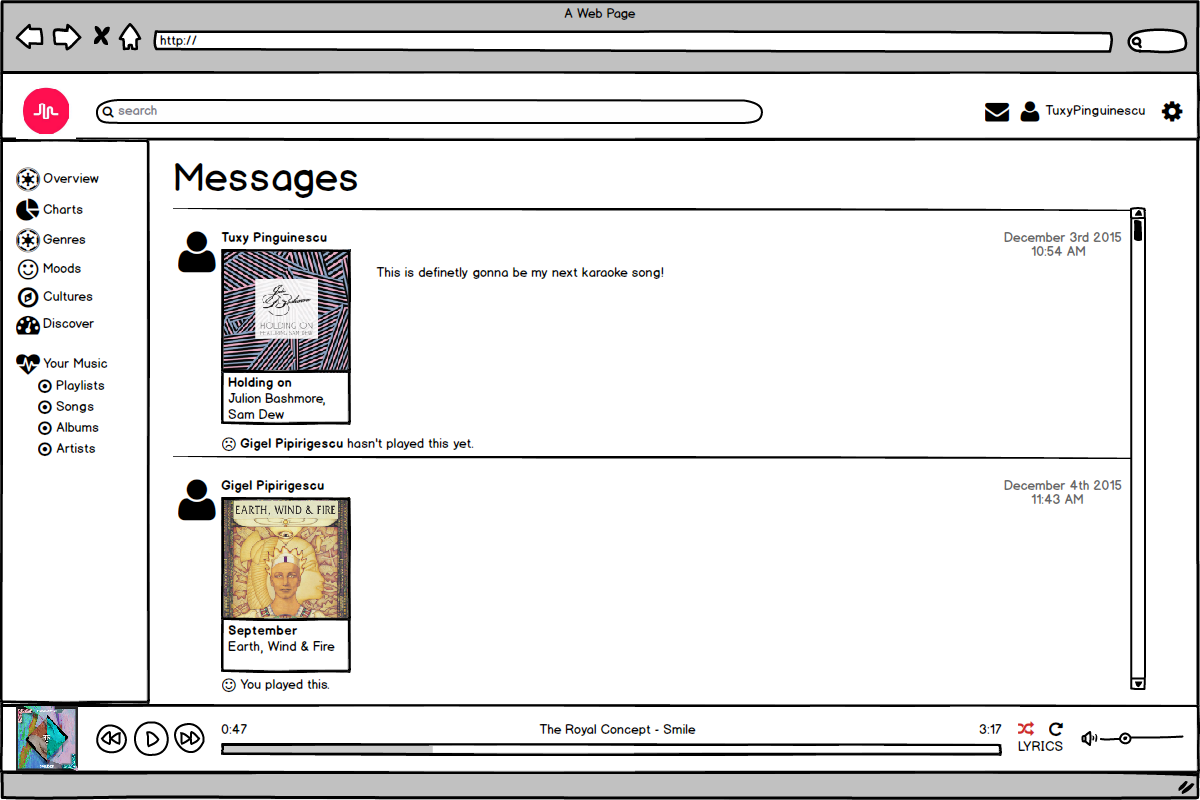 A Web Page
http://
search
TuxyPinguinescu
Overview
Charts
Genres
Moods
Cultures
Discover
Your Music
Playlists
Songs
Albums
Artists
Messages
Tuxy Pinguinescu
December 3rd 2015
10:54 AM
This is definetly gonna be my next karaoke song!
HOLDING ON
FEATURING SAM DEW
Holding on
Julion Bashmore,
Sam Dew
Gigel Pipirigescu hasn't played this yet.
Gigel Pipirigescu
December 4th 2015
11:43 AM
EARTH, WIND & FIRE
September
Earth, Wind & Fire
You played this.
0:47
The Royal Concept - Smile
3:17
LYRICS